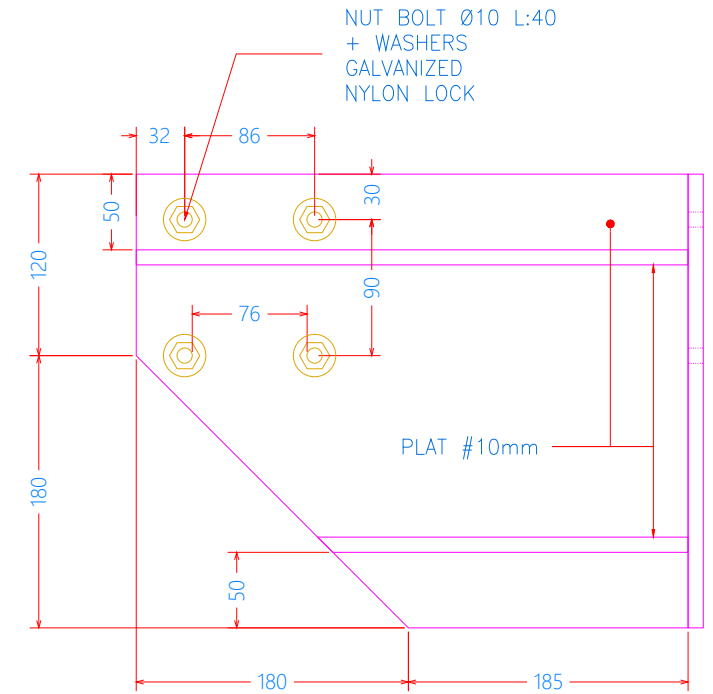 NUT BOLT Ø10 L:40
+ WASHERS
GALVANIZED
NYLON LOCK
32
86
30
50
120
90
76
PLAT #10mm
180
50
180
185